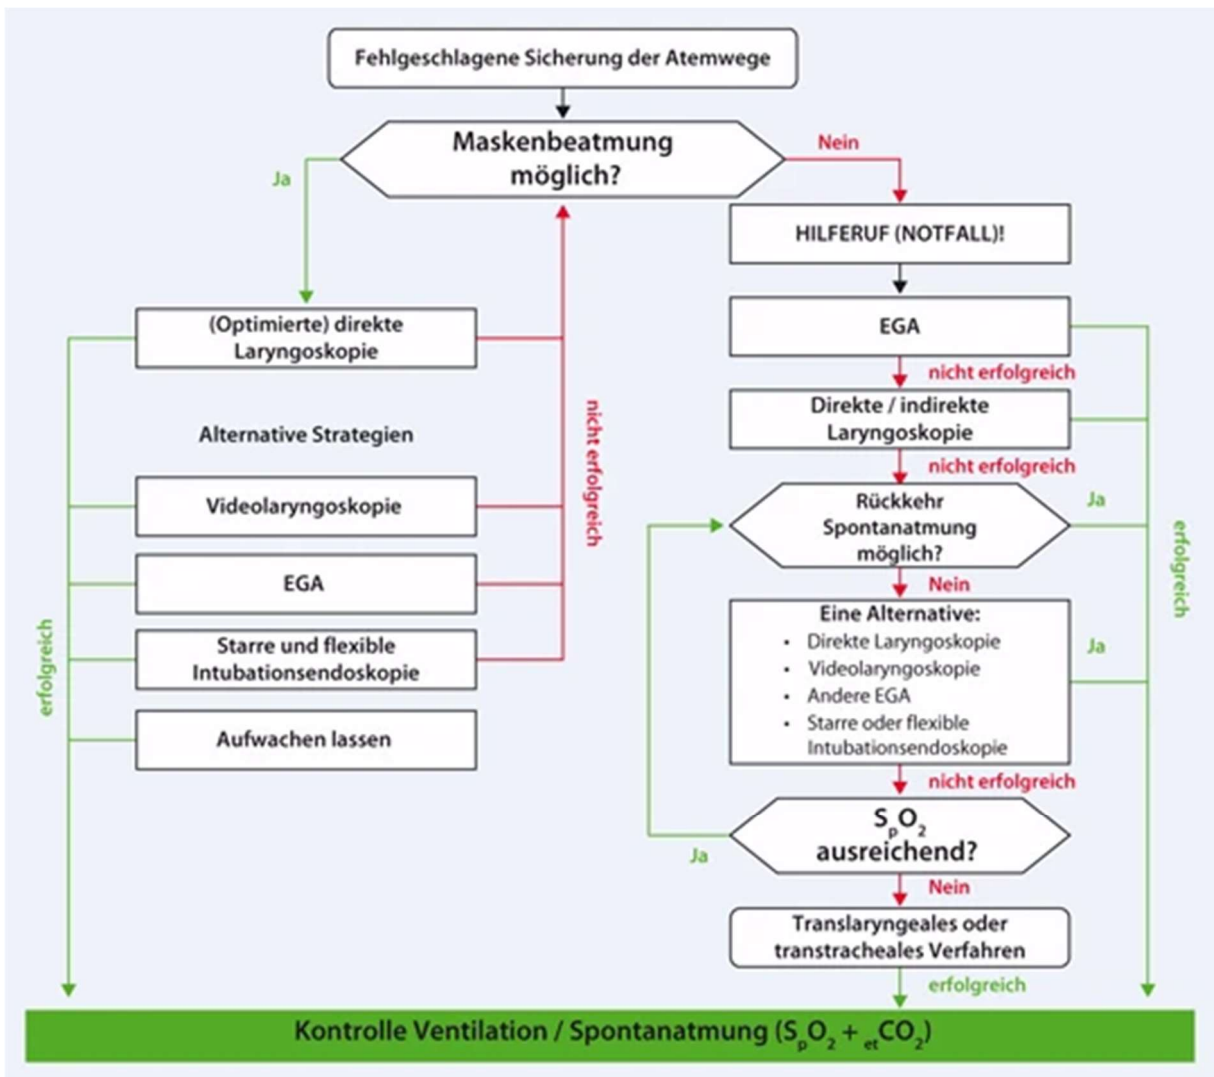 Fehlgeschlagene Sicherung der Atemwege
Maskenbeatmung
möglich?
Ja
Nein
HILFERUF (NOTFALL)!
(Optimierte) direkte
Laryngoskopie
Alternative Strategien
Videolaryngoskopie
EGA
Starre und flexible
Intubationsendoskopie
Aufwachen lassen
erfolgreich
nicht erfolgreich
EGA
nicht erfolgreich
Direkte / indirekte
Laryngoskopie
nicht erfolgreich
Rückkehr
Spontanatmung
möglich?
Ja
Nein
Eine Alternative:
• Direkte Laryngoskopie
• Videolaryngoskopie
• Andere EGA
• Starre oder flexible
Intubationsendoskopie
Ja
erfolgreich
nicht erfolgreich
SpO2
ausreichend?
Ja
Nein
Translaryngeales oder
transtracheales Verfahren
erfolgreich
Kontrolle Ventilation / Spontanatmung (SpO2 + etCO2)